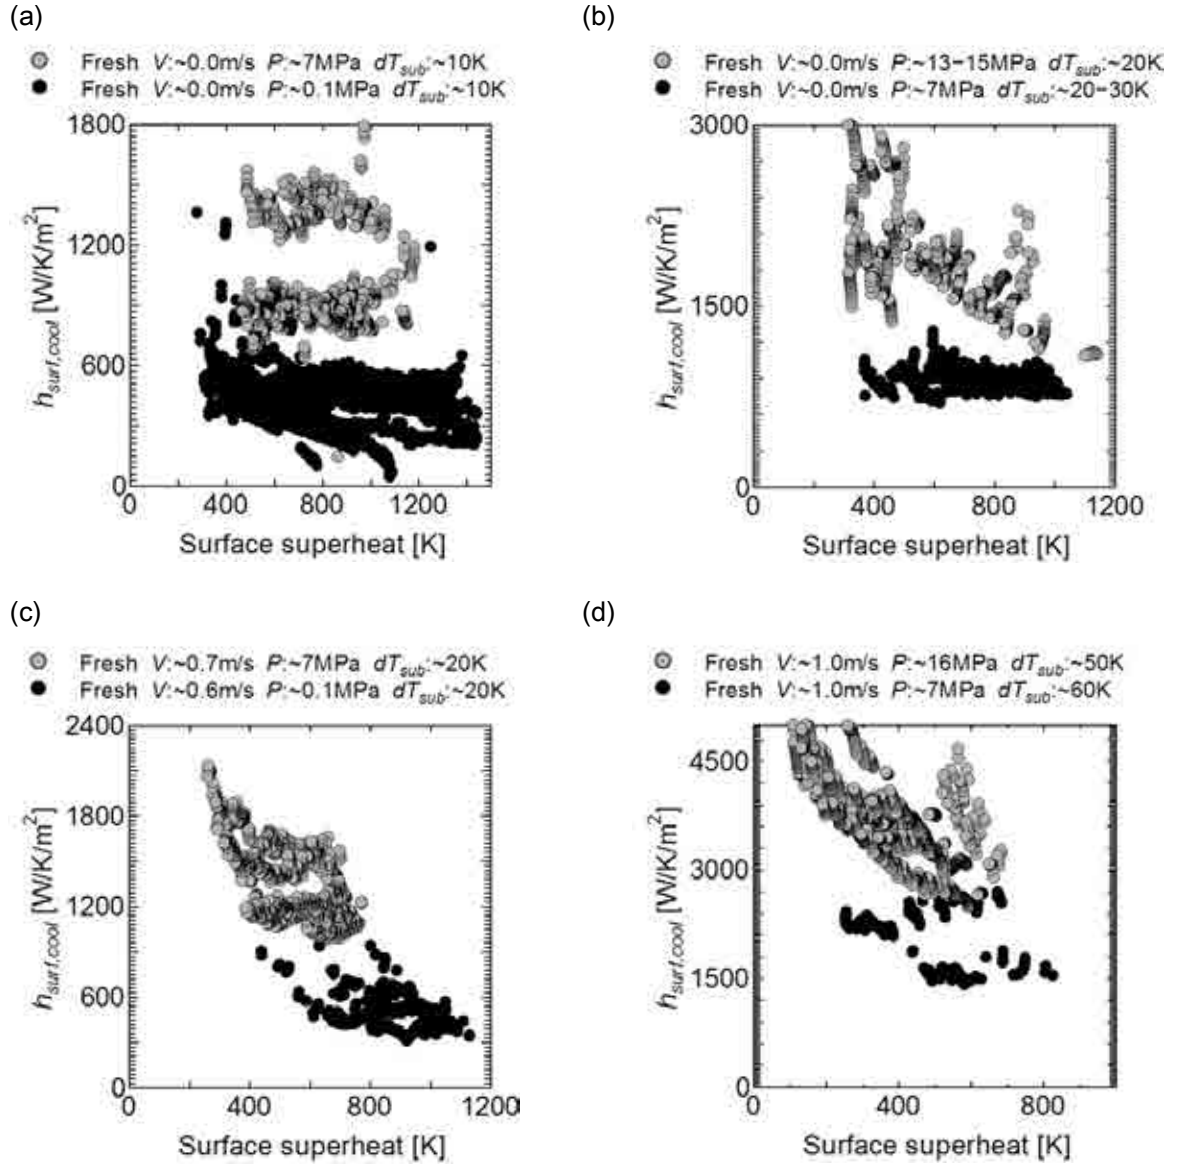 (a)
Fresh V:~0.0m/s P:~7MPa dTsub:~10K
Fresh V:~0.0m/s P:~0.1MPa dTsub:~10K
1800
1200
600
0
hsurf,cool [W/K/m²]
0 400 800 1200
Surface superheat [K]
(b)
Fresh V:~0.0m/s P:~13-15MPa dTsub:~20K
Fresh V:~0.0m/s P:~7MPa dTsub:~20-30K
3000
1500
0
hsurf,cool [W/K/m²]
0 400 800 1200
Surface superheat [K]
(c)
Fresh V:~0.7m/s P:~7MPa dTsub:~20K
Fresh V:~0.6m/s P:~0.1MPa dTsub:~20K
2400
1800
1200
600
0
hsurf,cool [W/K/m²]
0 400 800 1200
Surface superheat [K]
(d)
Fresh V:~1.0m/s P:~16MPa dTsub:~50K
Fresh V:~1.0m/s P:~7MPa dTsub:~60K
4500
3000
1500
0
hsurf,cool [W/K/m²]
0 400 800
Surface superheat [K]